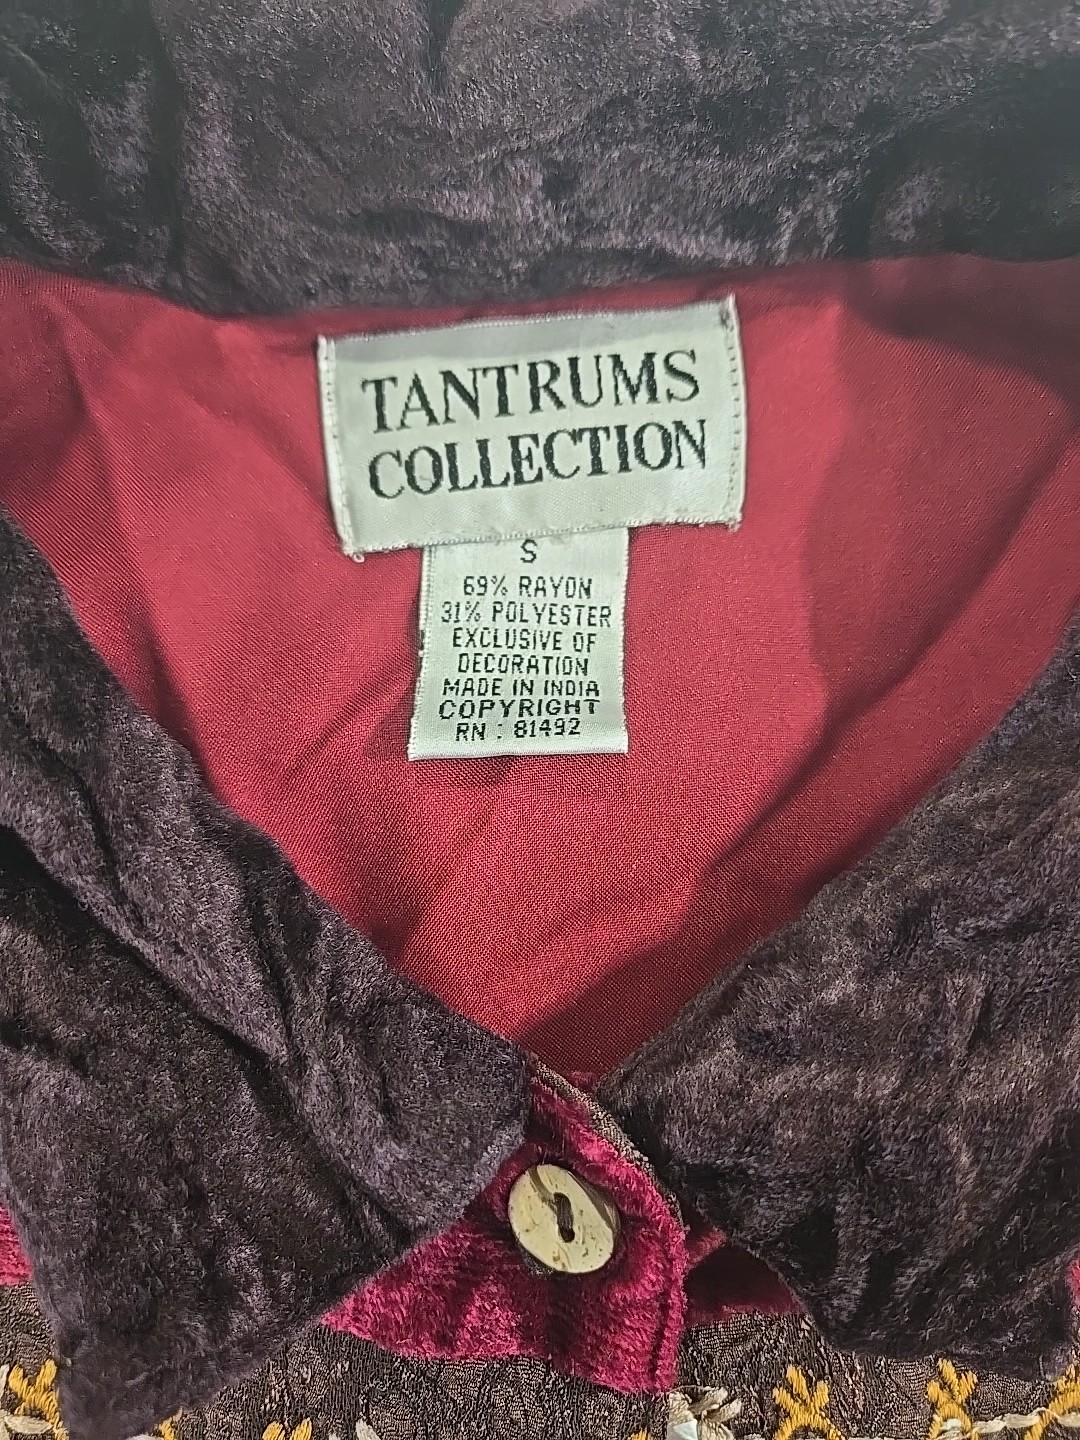 TANTRUMS
COLLECTION
S
69% RAYON
31% POLYESTER
EXCLUSIVE OF
DECORATION
MADE IN INDIA
COPYRIGHT
RN : 81492